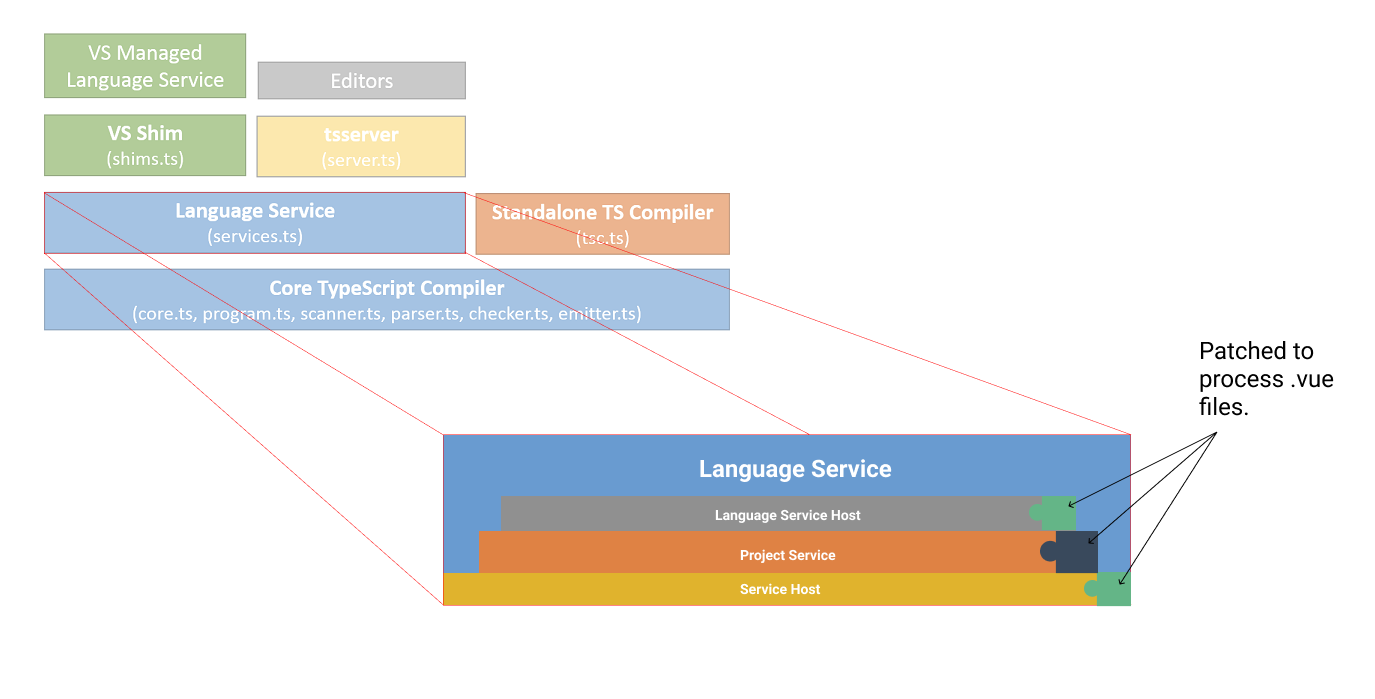 VS Managed
Language Service
Editors
VS Shim
(shims.ts)
tsserver
(server.ts)
Language Service
(services.ts)
Standalone TS Compiler
(tsc.ts)
Core TypeScript Compiler
(core.ts, program.ts, scanner.ts, parser.ts, checker.ts, emitter.ts)
Patched to
process .vue
files.
Language Service
Language Service Host
Project Service
Service Host